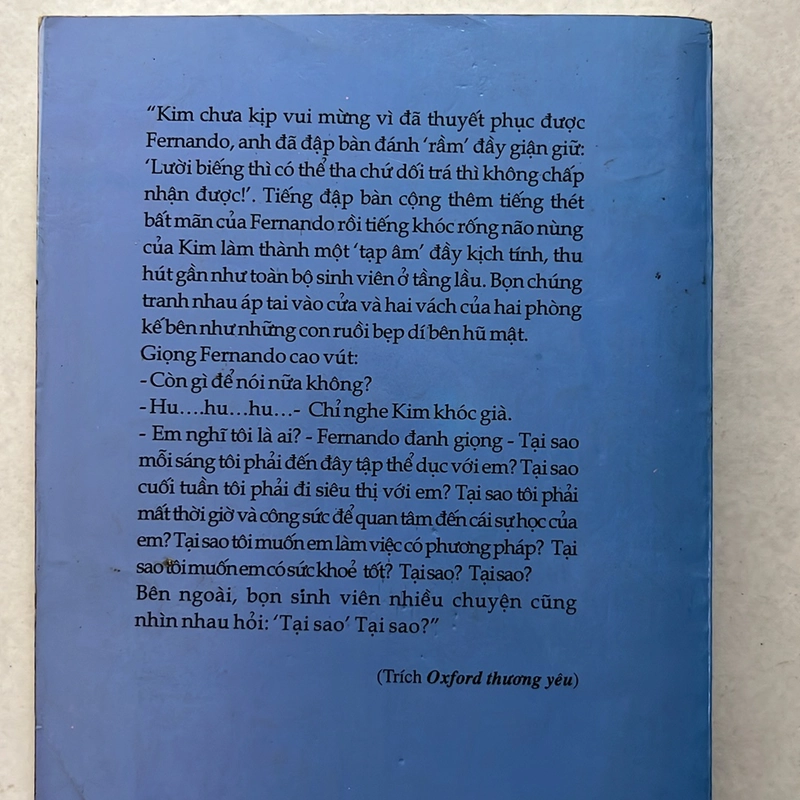 “Kim chưa kịp vui mừng vì đã thuyết phục được
Fernando, anh đã đập bàn đánh ‘rầm’ đầy giận giữ:
‘Lười biếng thì có thể tha chứ dối trá thì không chấp
nhận được!’. Tiếng đập bàn cộng thêm tiếng thét
bất mãn của Fernando rồi tiếng khóc rống não nùng
của Kim làm thành một ‘tạp âm’ đầy kịch tính, thu
hút gần như toàn bộ sinh viên ở tầng lầu. Bọn chúng
tranh nhau áp tai vào cửa và hai vách của hai phòng
kế bên như những con ruồi bẹp dí bên hũ mật.
Giọng Fernando cao vút:
- Còn gì để nói nữa không?
- Hu….hu…hu…- Chỉ nghe Kim khóc già.
- Em nghĩ tôi là ai? - Fernando đanh giọng - Tại sao
mỗi sáng tôi phải đến đây tập thể dục với em? Tại sao
cuối tuần tôi phải đi siêu thị với em? Tại sao tôi phải
mất thời giờ và công sức để quan tâm đến cái sự học của
em? Tại sao tôi muốn em làm việc có phương pháp? Tại
sao tôi muốn em có sức khoẻ tốt? Tại sao? Tại sao?
Bên ngoài, bọn sinh viên nhiều chuyện cũng
nhìn nhau hỏi: ‘Tại sao’ Tại sao?”
(Trích Oxford thương yêu)